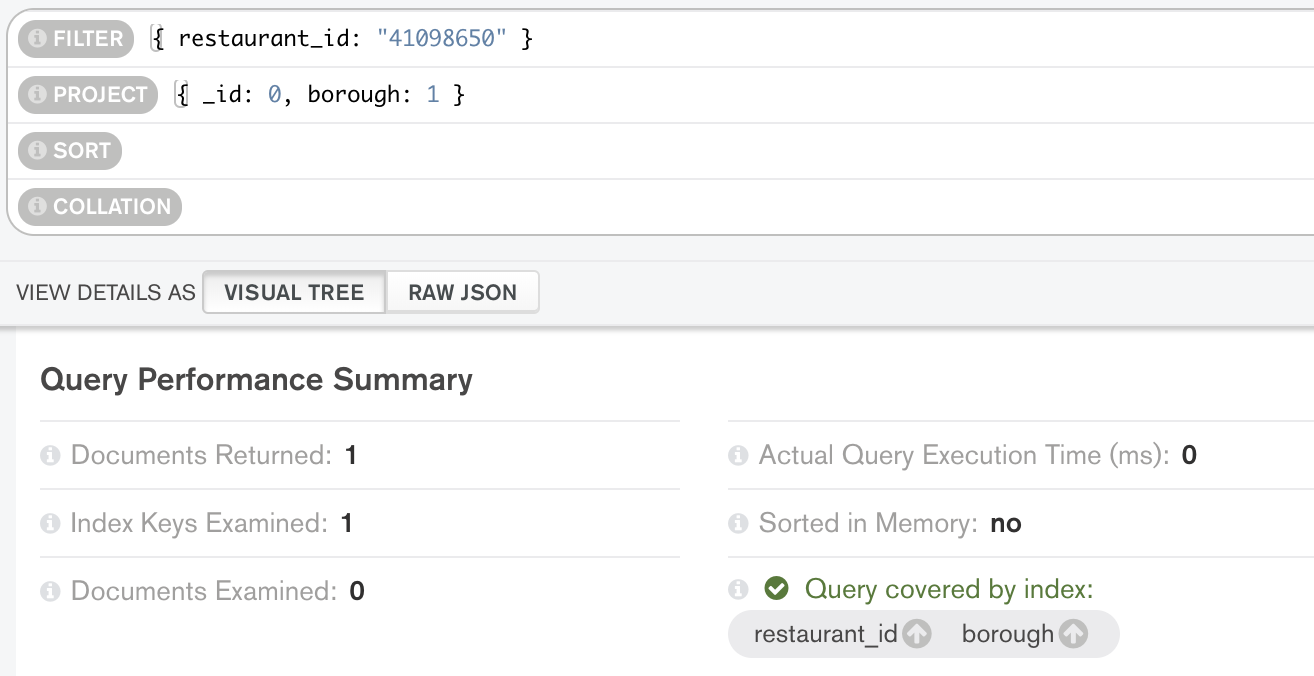 FILTER { restaurant_id: "41098650" }
PROJECT { _id: 0, borough: 1 }
SORT
COLLATION
VIEW DETAILS AS VISUAL TREE RAW JSON
Query Performance Summary
Documents Returned: 1
Actual Query Execution Time (ms): 0
Index Keys Examined: 1
Sorted in Memory: no
Documents Examined: 0
Query covered by index:
restaurant_id borough